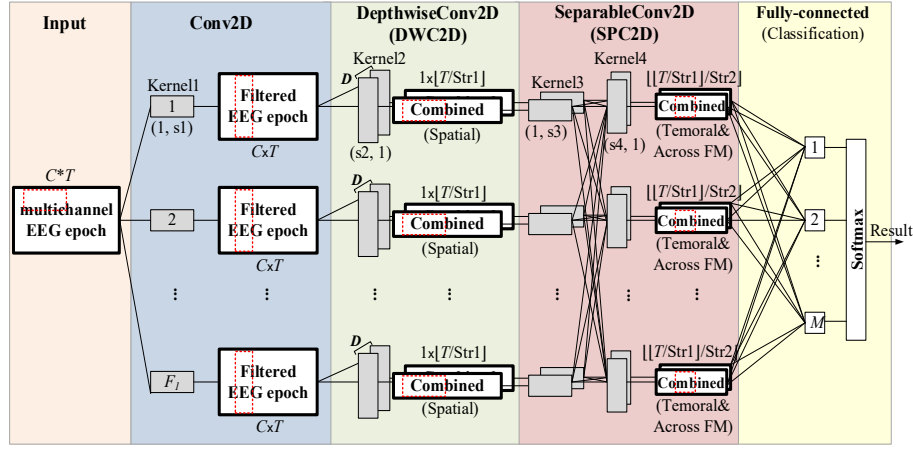 Input
Conv2D
DepthwiseConv2D
(DWC2D)
SeparableConv2D
(SPC2D)
Fully-connected
(Classification)
C*T
multichannel
EEG epoch
Kernel1
1
(1, s1)
Filtered
EEG epoch
CxT
2
Filtered
EEG epoch
CxT
⋮
⋮
F1
Filtered
EEG epoch
CxT
D
Kernel2
(s2, 1)
1x⌊T/Str1⌋
Combined
(Spatial)
D
1x⌊T/Str1⌋
Combined
(Spatial)
⋮
⋮
D
1x⌊T/Str1⌋
Combined
(Spatial)
Kernel3
(1, s3)
Kernel4
(s4, 1)
⌊⌊T/Str1⌋/Str2⌋
Combined
(Temoral&
Across FM)
⌊⌊T/Str1⌋/Str2⌋
Combined
(Temoral&
Across FM)
⋮
⋮
⋮
⌊⌊T/Str1⌋/Str2⌋
Combined
(Temoral&
Across FM)
1
2
⋮
M
Softmax
Result